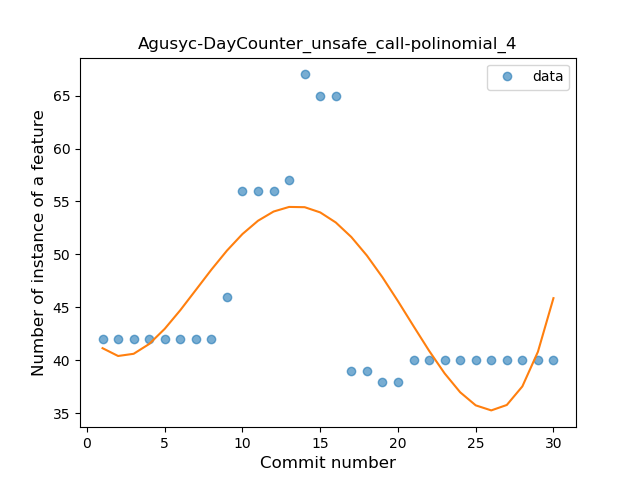 Agusyc-DayCounter_unsafe_call-polinomial_4
data
Number of instance of a feature
65
60
55
50
45
40
35
0 5 10 15 20 25 30
Commit number